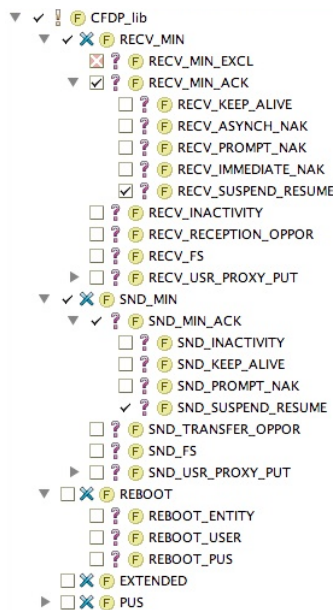 CFDP_lib
RECV_MIN
RECV_MIN_EXCL
RECV_MIN_ACK
RECV_KEEP_ALIVE
RECV_ASYNCH_NAK
RECV_PROMPT_NAK
RECV_IMMEDIATE_NAK
RECV_SUSPEND_RESUME
RECV_INACTIVITY
RECV_RECEPTION_OPPOR
RECV_FS
RECV_USR_PROXY_PUT
SND_MIN
SND_MIN_ACK
SND_INACTIVITY
SND_KEEP_ALIVE
SND_PROMPT_NAK
SND_SUSPEND_RESUME
SND_TRANSFER_OPPOR
SND_FS
SND_USR_PROXY_PUT
REBOOT
REBOOT_ENTITY
REBOOT_USER
REBOOT_PUS
EXTENDED
PUS